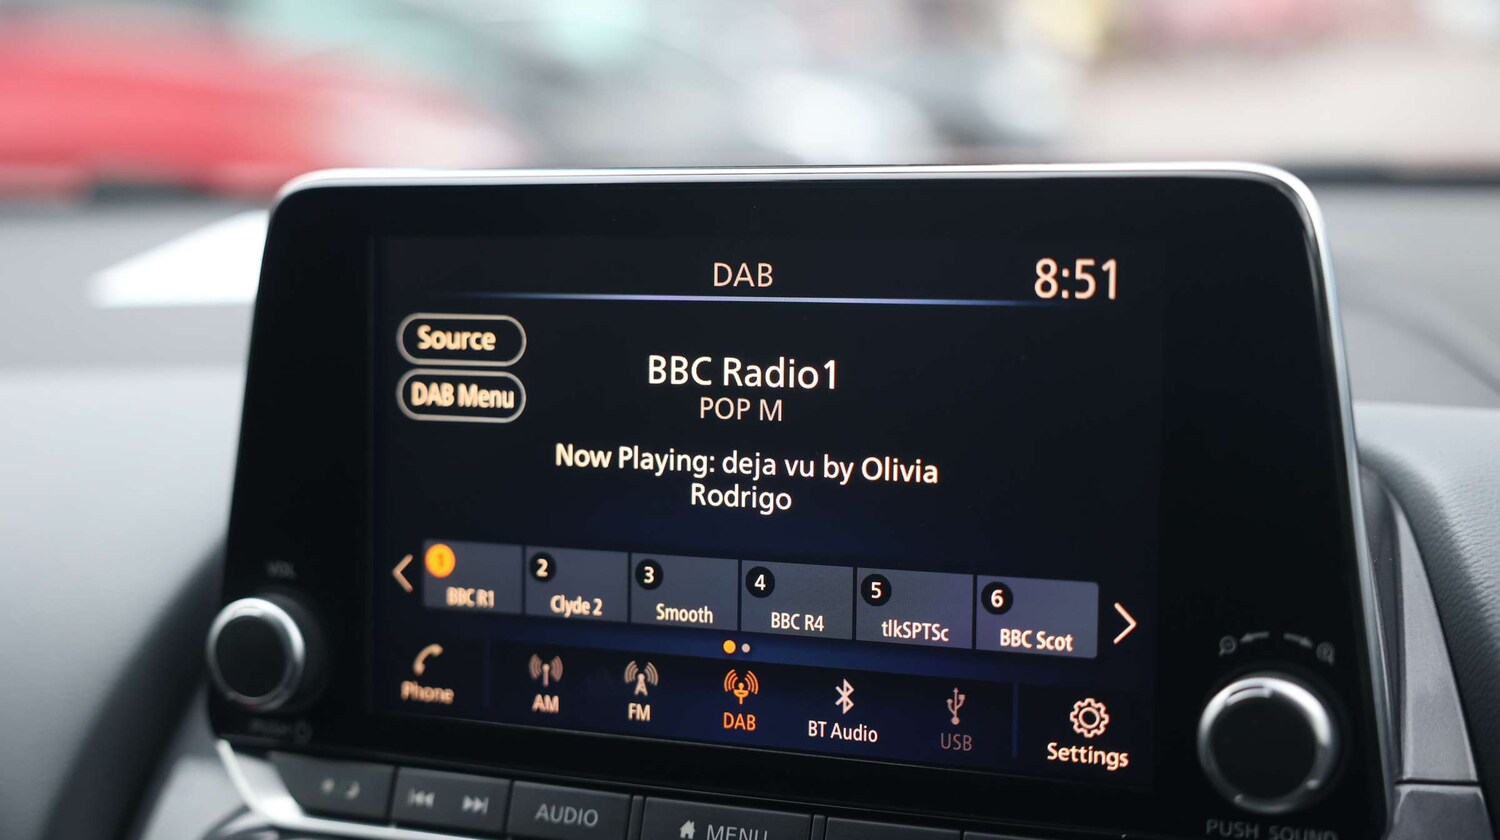 DAB
8:51
Source
DAB Menu
BBC Radio1
POP M
Now Playing: deja vu by Olivia
Rodrigo
1
BBC R1
2
Clyde 2
3
Smooth
4
BBC R4
5
tlkSPTSc
6
BBC Scot
Phone
AM
FM
DAB
BT Audio
USB
Settings
VOL
PUSH
AUDIO
MENU
PUSH SOUND